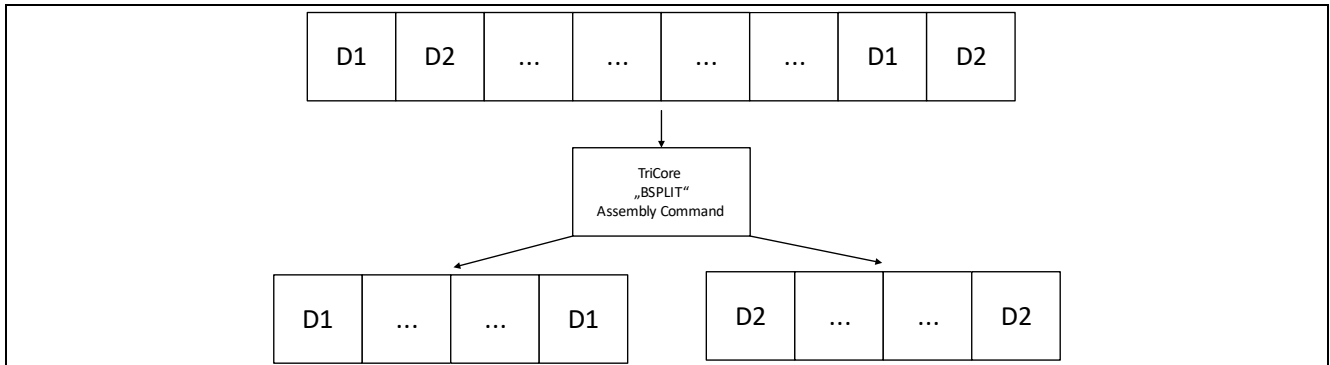 D1 D2 ... ... ... ... D1 D2
TriCore
„BSPLIT“
Assembly Command
D1 ... ... D1 D2 ... ... D2